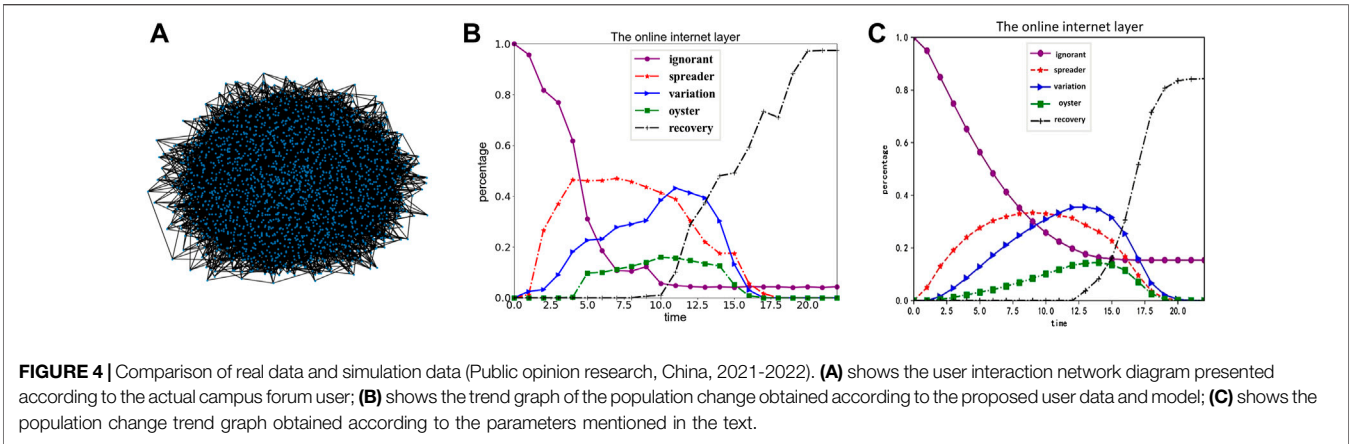 A
B
The online internet layer
1.0
0.8
0.6
0.4
0.2
0.0
percentage
ignorant
spreader
variation
oyster
recovery
0.0 2.5 5.0 7.5 10.0 12.5 15.0 17.5 20.0
time
C
The online internet layer
1.0
0.8
0.6
0.4
0.2
0.0
percentage
ignorant
spreader
variation
oyster
recovery
0.0 2.5 5.0 7.5 10.0 12.5 15.0 17.5 20.0
time
FIGURE 4 | Comparison of real data and simulation data (Public opinion research, China, 2021-2022). (A) shows the user interaction network diagram presented
according to the actual campus forum user; (B) shows the trend graph of the population change obtained according to the proposed user data and model; (C) shows the
population change trend graph obtained according to the parameters mentioned in the text.